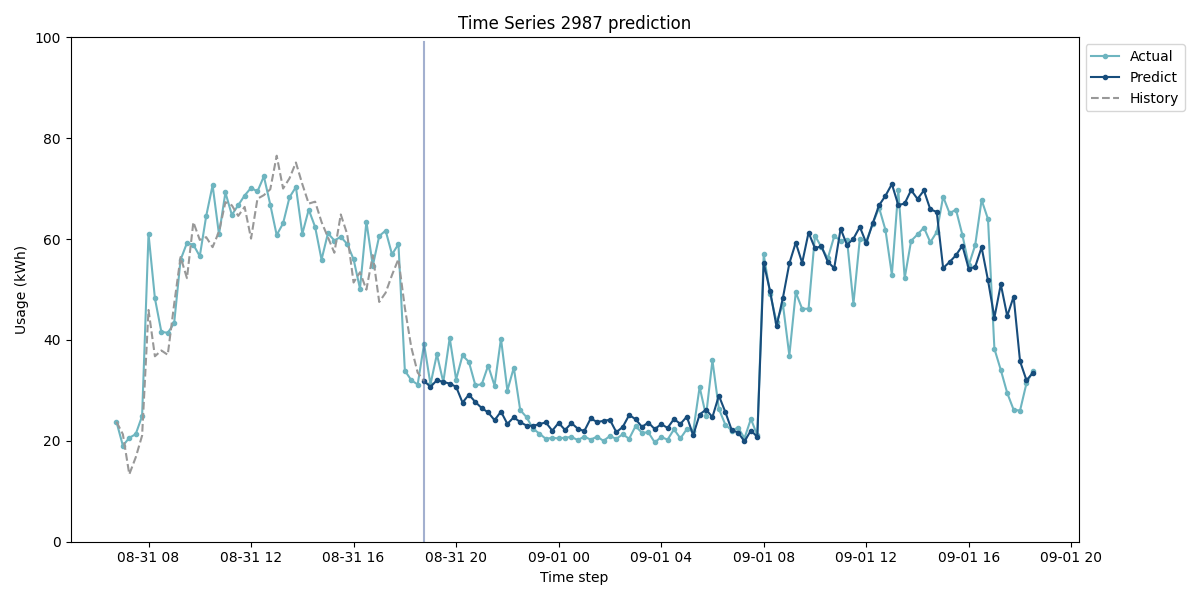 Time Series 2987 prediction
100
80
60
40
20
0
Usage (kWh)
08-31 08
08-31 12
08-31 16
08-31 20
09-01 00
09-01 04
09-01 08
09-01 12
09-01 16
09-01 20
Time step
Actual
Predict
History